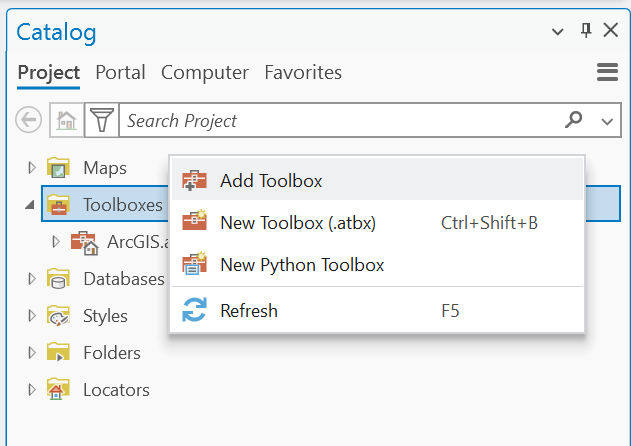 Catalog
Project Portal Computer Favorites
Search Project
Maps
Toolboxes
Add Toolbox
New Toolbox (.atbx) Ctrl+Shift+B
ArcGIS.a
New Python Toolbox
Databases
Refresh F5
Styles
Folders
Locators